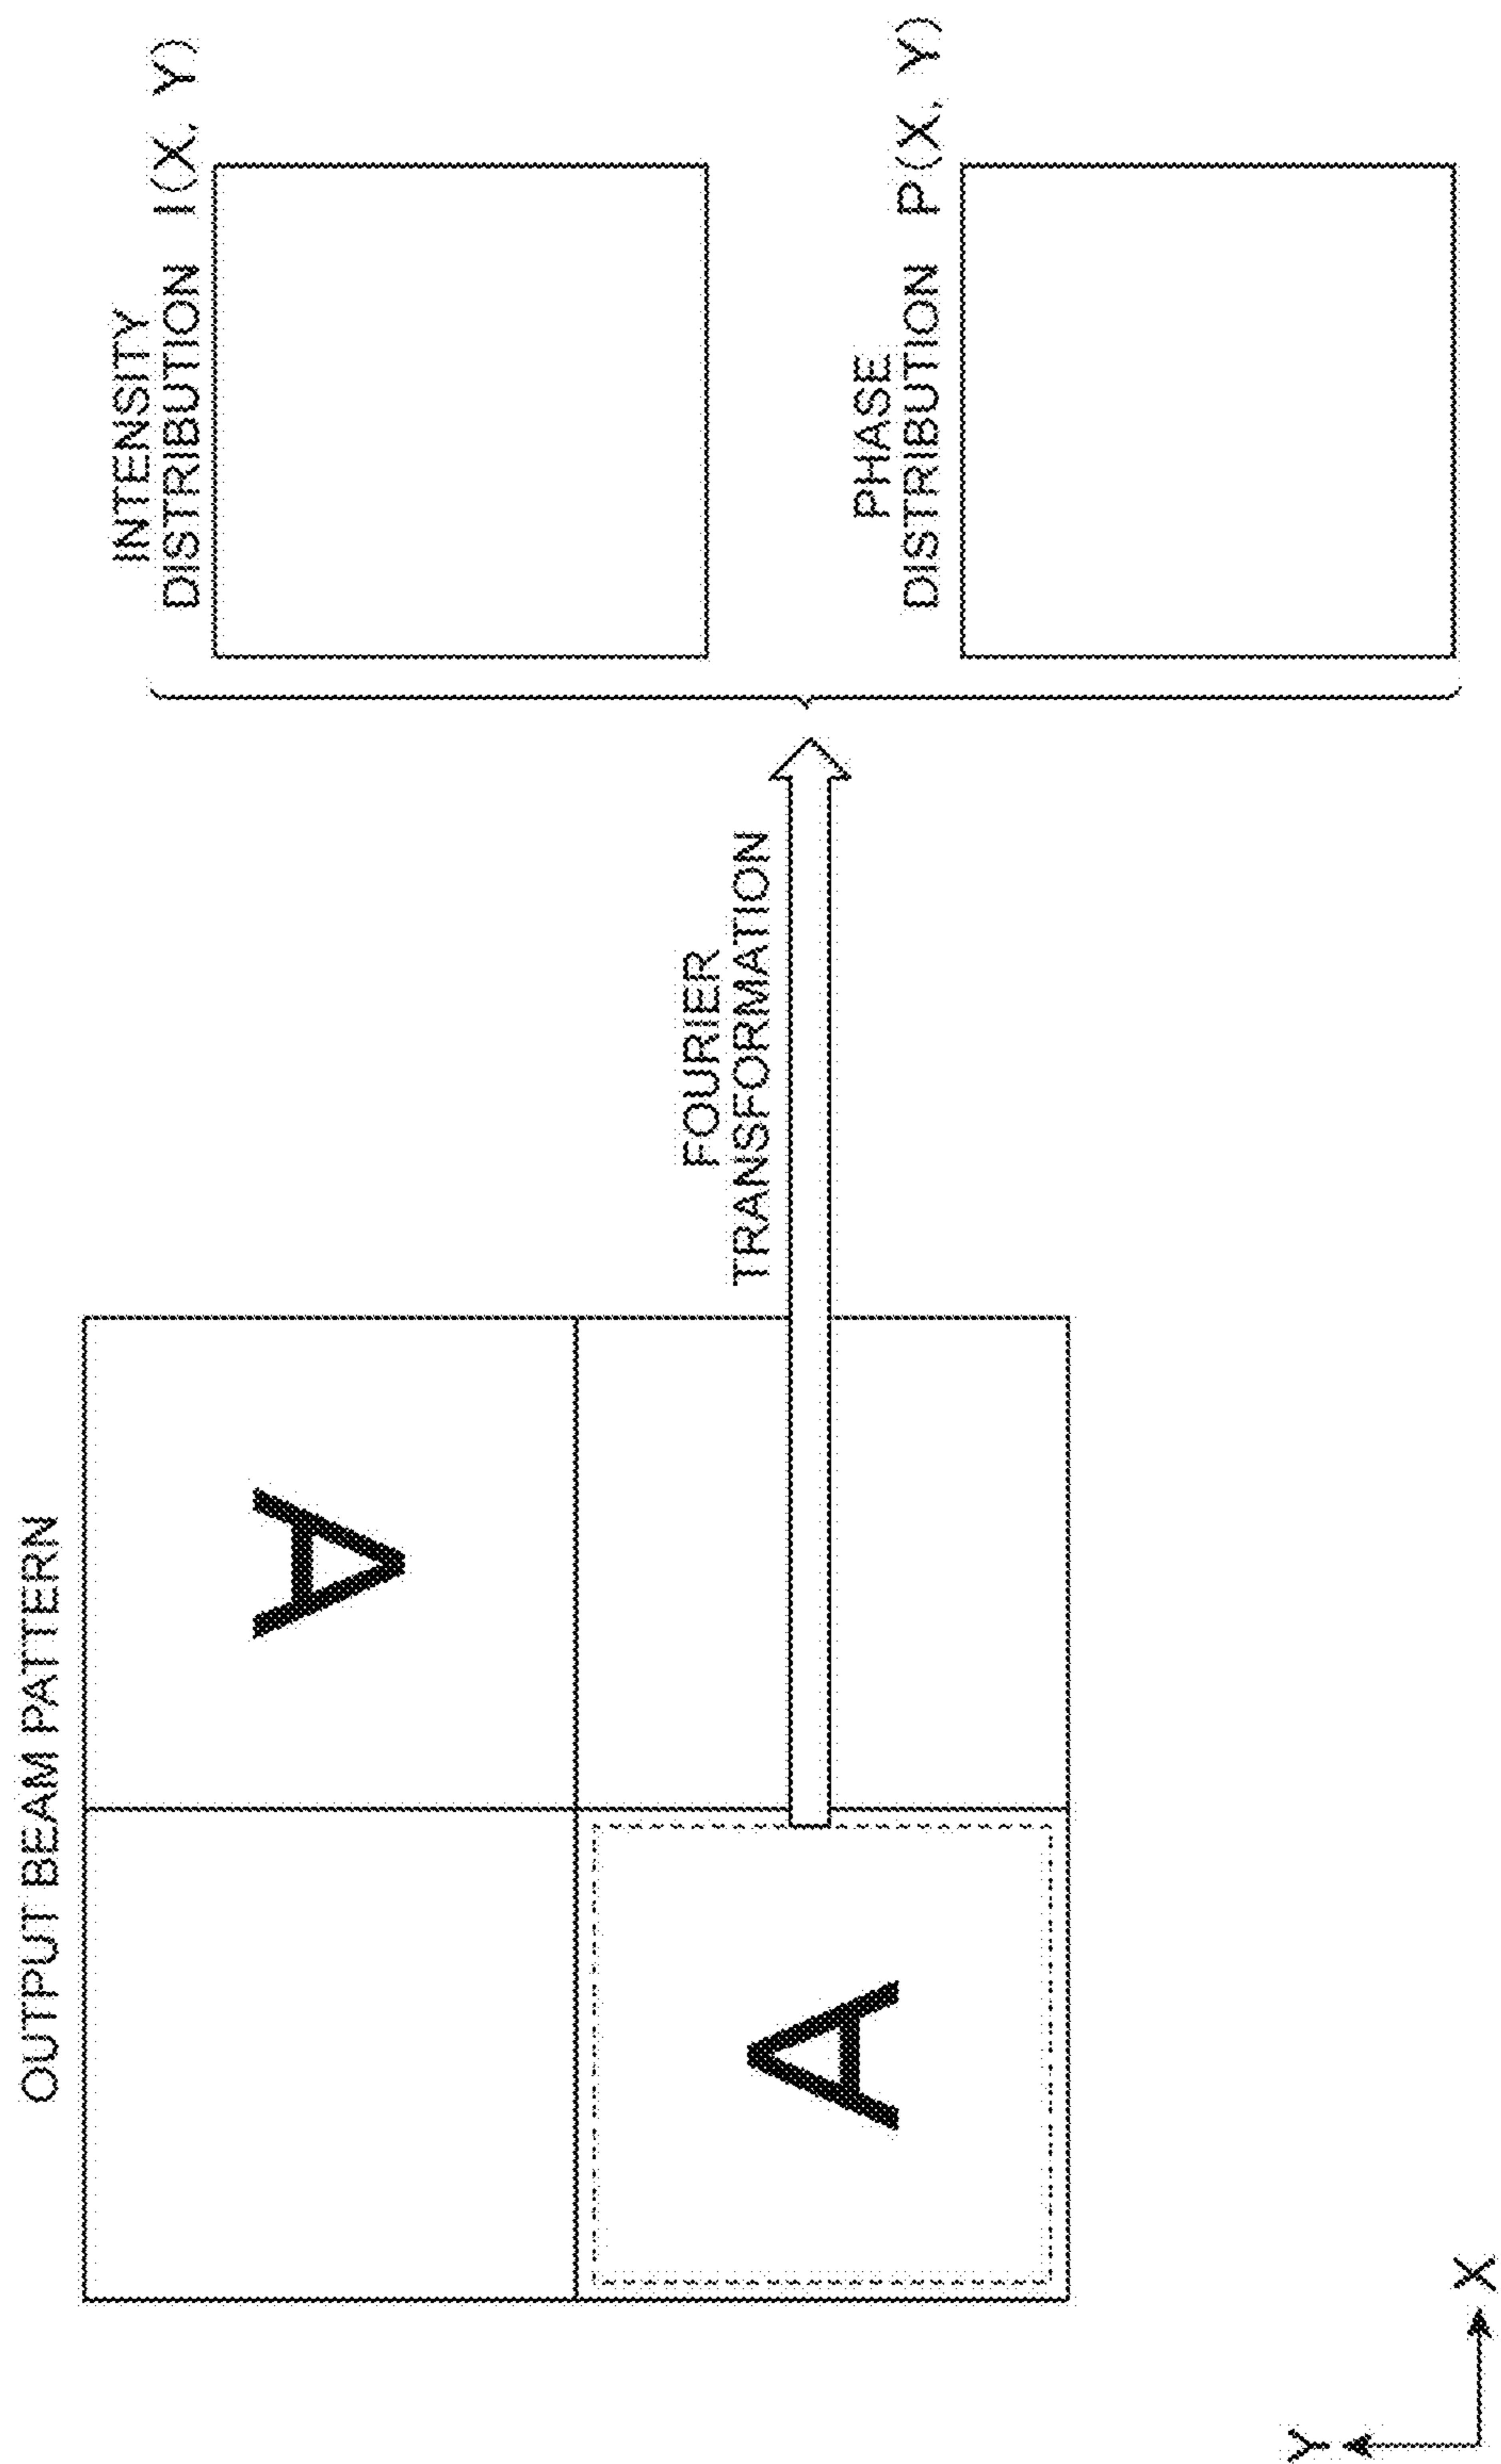 OUTPUT BEAM PATTERN
A
A
FOURIER
TRANSFORMATION
INTENSITY
DISTRIBUTION I(X, Y)
PHASE
DISTRIBUTION P(X, Y)
Y
X